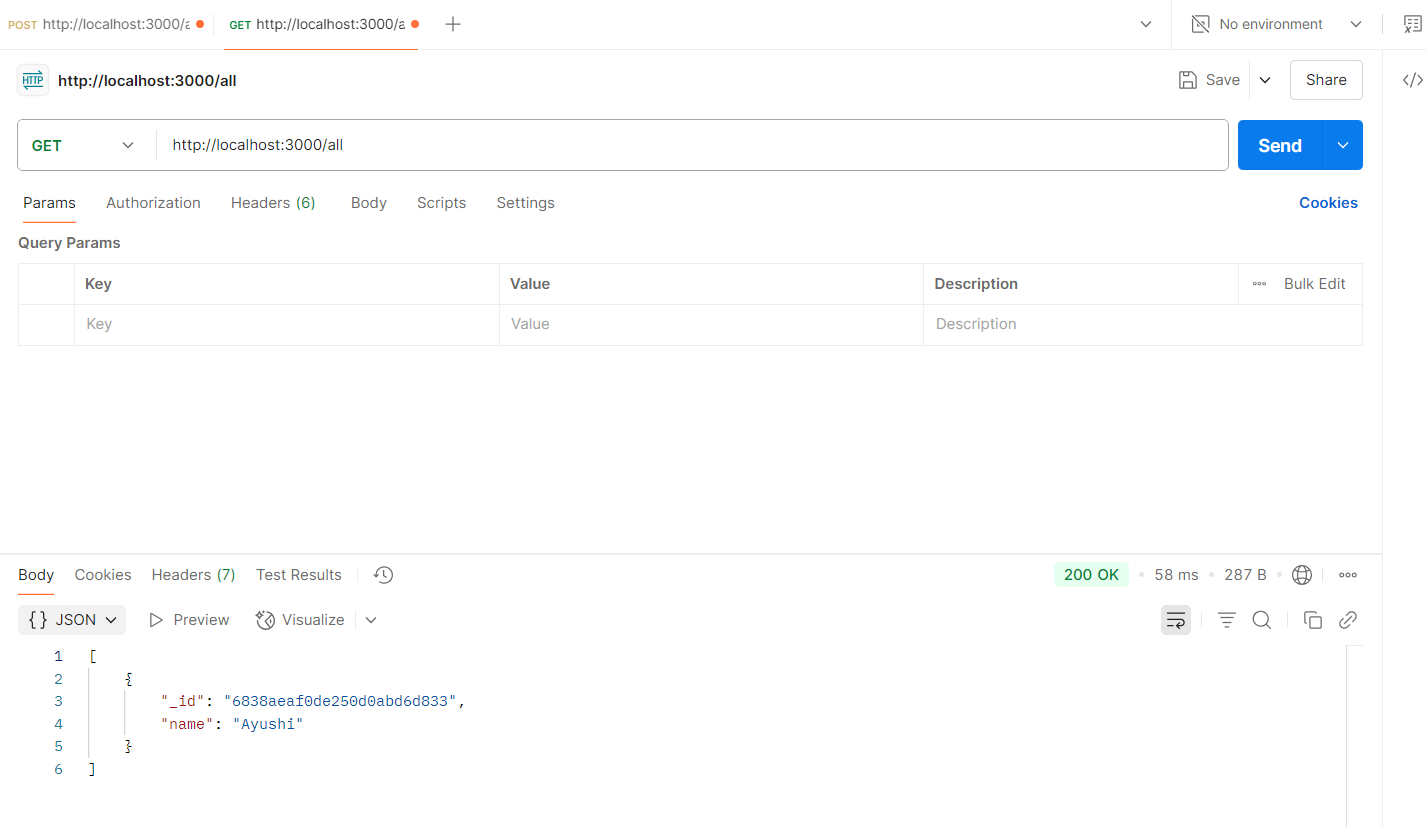 POST http://localhost:3000/a GET http://localhost:3000/a No environment
HTTP http://localhost:3000/all Save Share
GET http://localhost:3000/all Send
Params Authorization Headers (6) Body Scripts Settings Cookies
Query Params
Key Value Description Bulk Edit
Key Value Description
Body Cookies Headers (7) Test Results 200 OK 58 ms 287 B
{} JSON Preview Visualize
1 [
2 {
3 "_id": "6838aeaf0de250d0abd6d833",
4 "name": "Ayushi"
5 }
6 ]